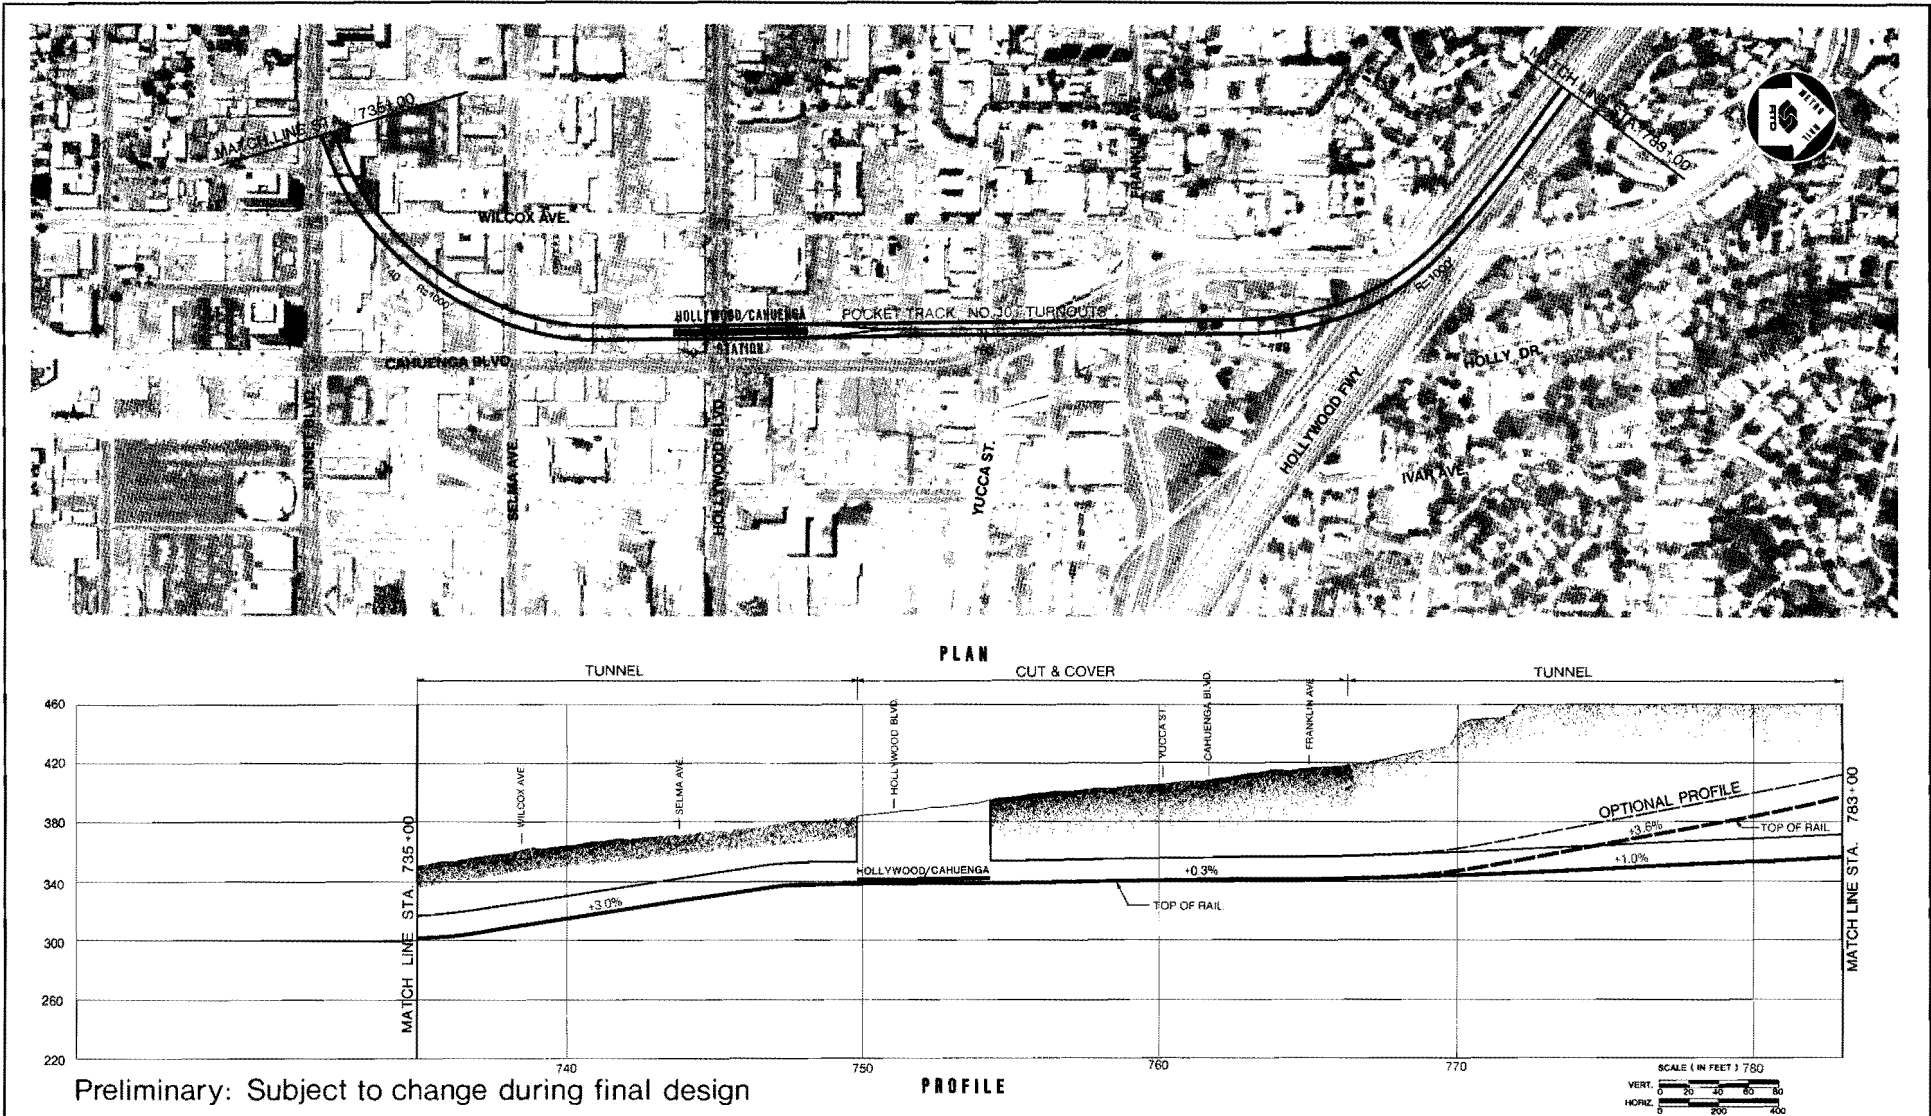 MATCH LINE STA. 735+00
MATCH LINE STA. 783+00
METRO RAIL
RTD
FRANKLIN AVE.
WILCOX AVE.
740
R=1000'
HOLLYWOOD/CAHUENGA
STATION
POCKET TRACK NO. 10 TURNOUTS
R=1000'
CAHUENGA BLVD.
HOLLY DR.
HOLLYWOOD FWY.
IVAR AVE.
SUNSET BLVD.
SELMA AVE.
HOLLYWOOD BLVD.
YUCCA ST.
PLAN
TUNNEL
CUT & COVER
TUNNEL
460
420
380
340
300
260
220
MATCH LINE STA. 735+00
WILCOX AVE.
SELMA AVE.
HOLLYWOOD BLVD.
YUCCA ST.
CAHUENGA BLVD.
FRANKLIN AVE.
OPTIONAL PROFILE
+3.6%
TOP OF RAIL
+1.0%
HOLLYWOOD/CAHUENGA
+0.3%
+3.0%
TOP OF RAIL
MATCH LINE STA. 783+00
740
750
760
770
780
Preliminary: Subject to change during final design
PROFILE
SCALE ( IN FEET )
VERT.
0 20 40 60 80
HORIZ.
0 200 400